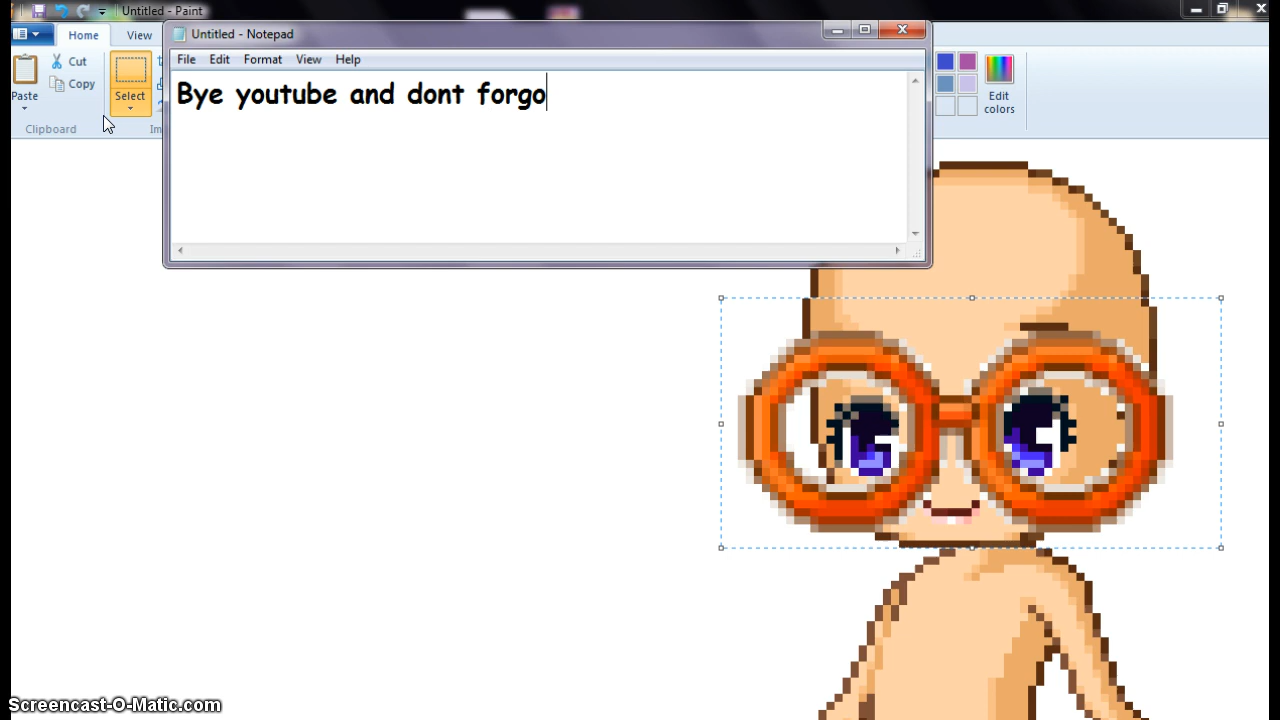 Untitled - Paint
Home View
Untitled - Notepad
File Edit Format View Help
Bye youtube and dont forgo
Paste
Cut
Copy
Select
Clipboard
Im
Edit colors
Screencast-O-Matic.com